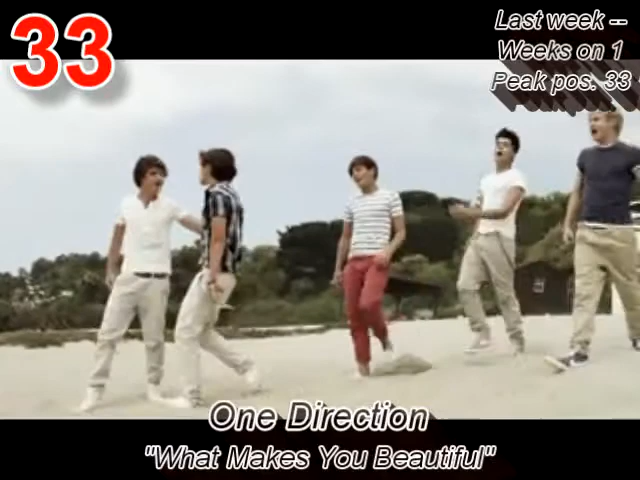 33
Last week --
Weeks on 1
Peak pos. 33
One Direction
"What Makes You Beautiful"